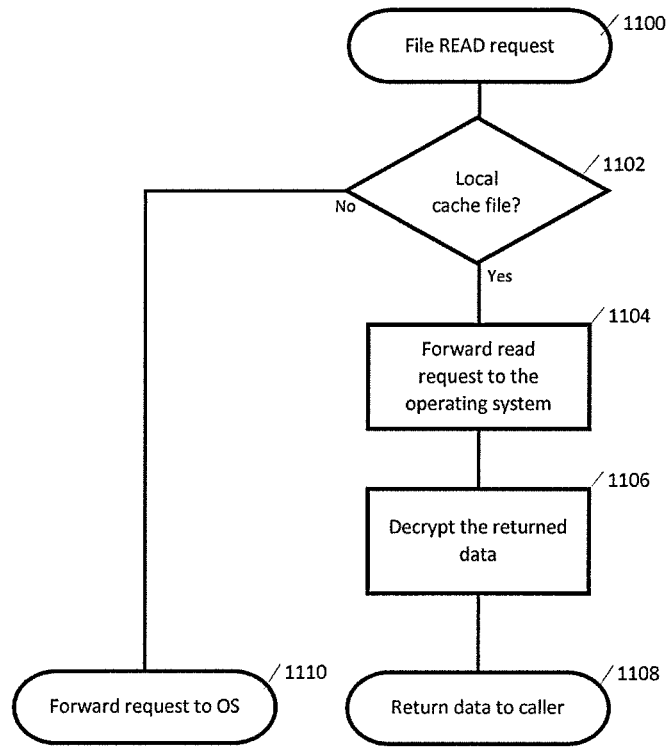 1100
File READ request
1102
Local
cache file?
No
Yes
1104
Forward read
request to the
operating system
1106
Decrypt the returned
data
1110
Forward request to OS
1108
Return data to caller